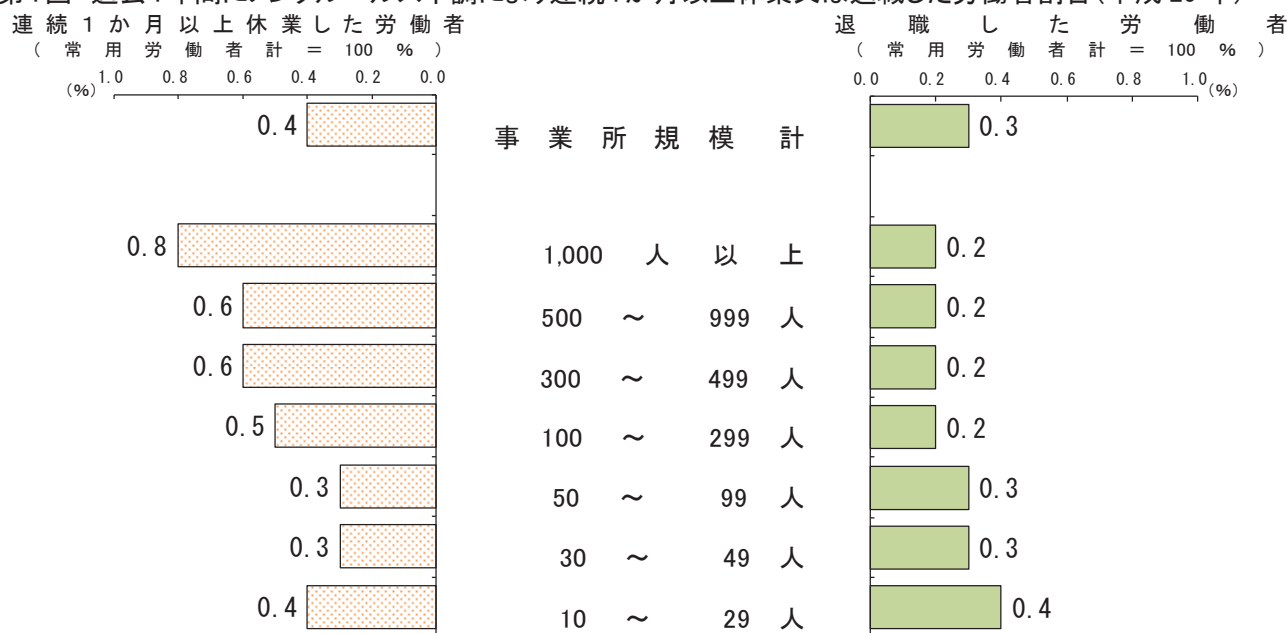 連続1か月以上休業した労働者
(常用労働者計=100%)
退職した労働者
(常用労働者計=100%)
(%) 1.0 0.8 0.6 0.4 0.2 0.0
0.0 0.2 0.4 0.6 0.8 1.0 (%)
0.4 事業所規模計 0.3
0.8 1,000人以上 0.2
0.6 500~999人 0.2
0.6 300~499人 0.2
0.5 100~299人 0.2
0.3 50~99人 0.3
0.3 30~49人 0.3
0.4 10~29人 0.4